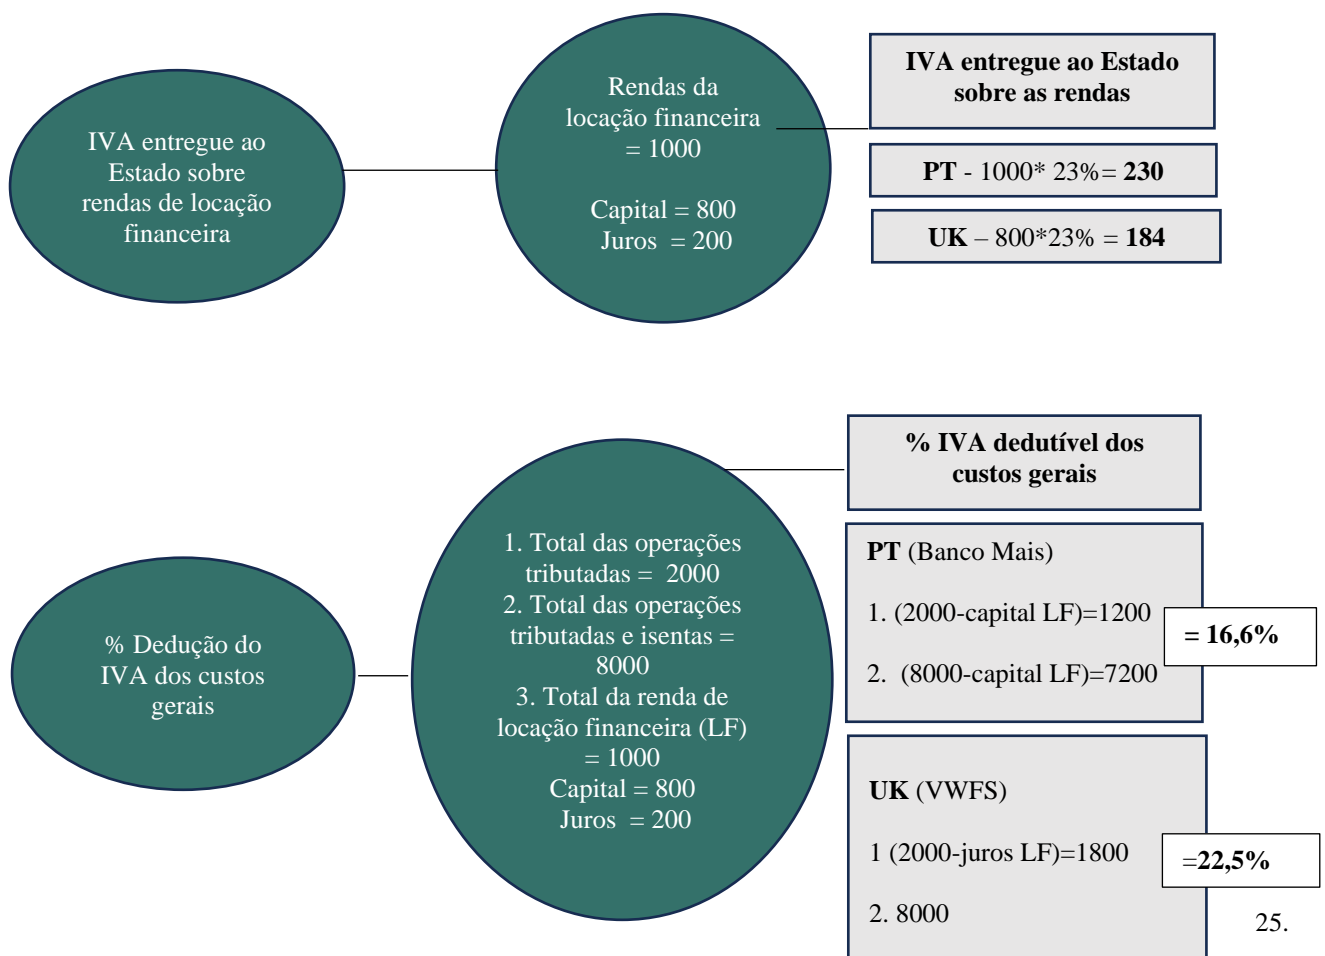 IVA entregue ao
Estado sobre
rendas de locação
financeira
Rendas da
locação financeira
= 1000
Capital = 800
Juros = 200
IVA entregue ao Estado
sobre as rendas
PT - 1000* 23%= 230
UK – 800*23% = 184
% Dedução do
IVA dos custos
gerais
1. Total das operações
tributadas = 2000
2. Total das operações
tributadas e isentas =
8000
3. Total da renda de
locação financeira (LF)
= 1000
Capital = 800
Juros = 200
% IVA dedutível dos
custos gerais
PT (Banco Mais)
1. (2000-capital LF)=1200
2. (8000-capital LF)=7200
= 16,6%
UK (VWFS)
1 (2000-juros LF)=1800
2. 8000
=22,5%
25.